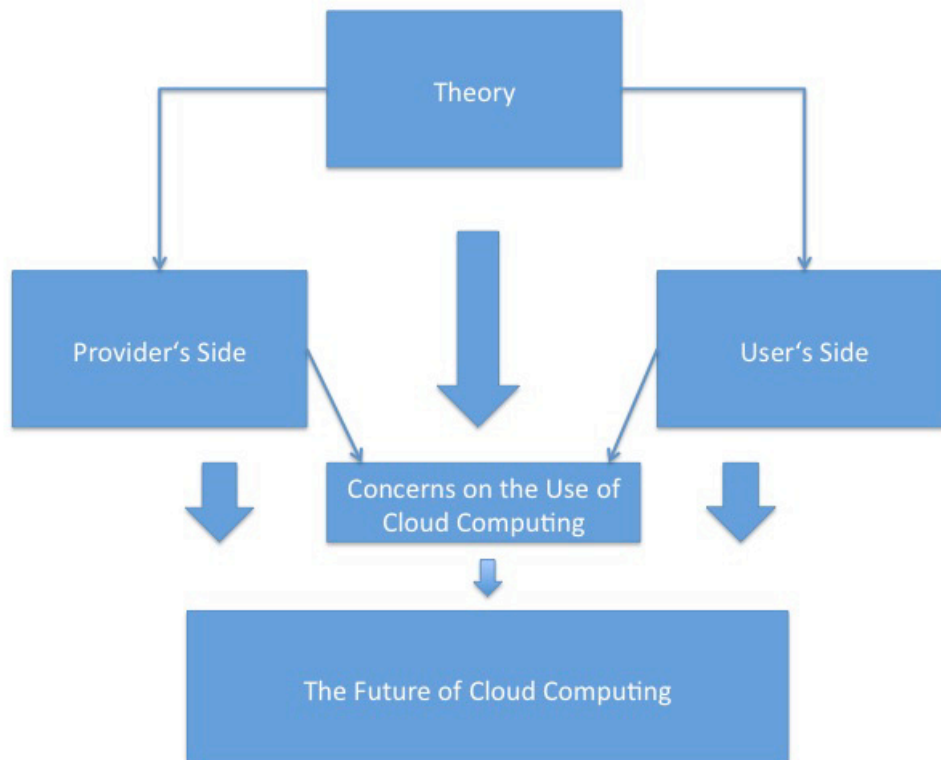 Theory
Provider‘s Side
User‘s Side
Concerns on the Use of
Cloud Computing
The Future of Cloud Computing